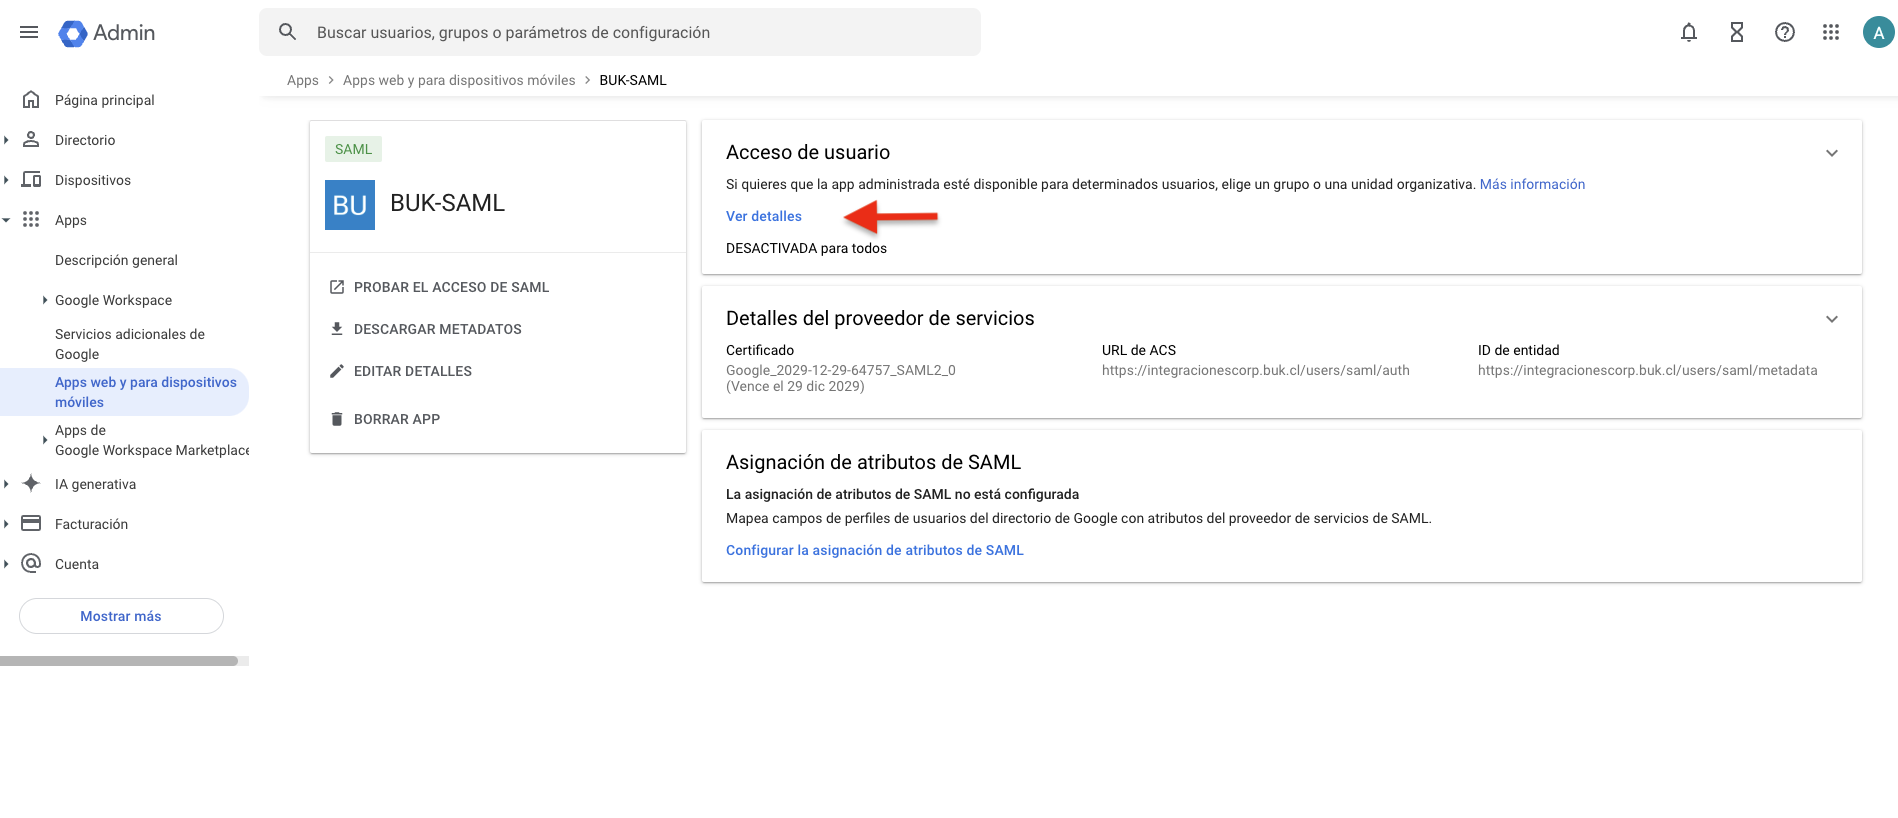 Admin
Buscar usuarios, grupos o parámetros de configuración
A
Apps > Apps web y para dispositivos móviles > BUK-SAML
Página principal
Directorio
Dispositivos
Apps
Descripción general
Google Workspace
Servicios adicionales de
Google
Apps web y para dispositivos
móviles
Apps de
Google Workspace Marketplace
IA generativa
Facturación
Cuenta
Mostrar más
SAML
BU
BUK-SAML
PROBAR EL ACCESO DE SAML
DESCARGAR METADATOS
EDITAR DETALLES
BORRAR APP
Acceso de usuario
Si quieres que la app administrada esté disponible para determinados usuarios, elige un grupo o una unidad organizativa. Más información
Ver detalles
DESACTIVADA para todos
Detalles del proveedor de servicios
Certificado
Google_2029-12-29-64757_SAML2_0
(Vence el 29 dic 2029)
URL de ACS
https://integracionescorp.buk.cl/users/saml/auth
ID de entidad
https://integracionescorp.buk.cl/users/saml/metadata
Asignación de atributos de SAML
La asignación de atributos de SAML no está configurada
Mapea campos de perfiles de usuarios del directorio de Google con atributos del proveedor de servicios de SAML.
Configurar la asignación de atributos de SAML